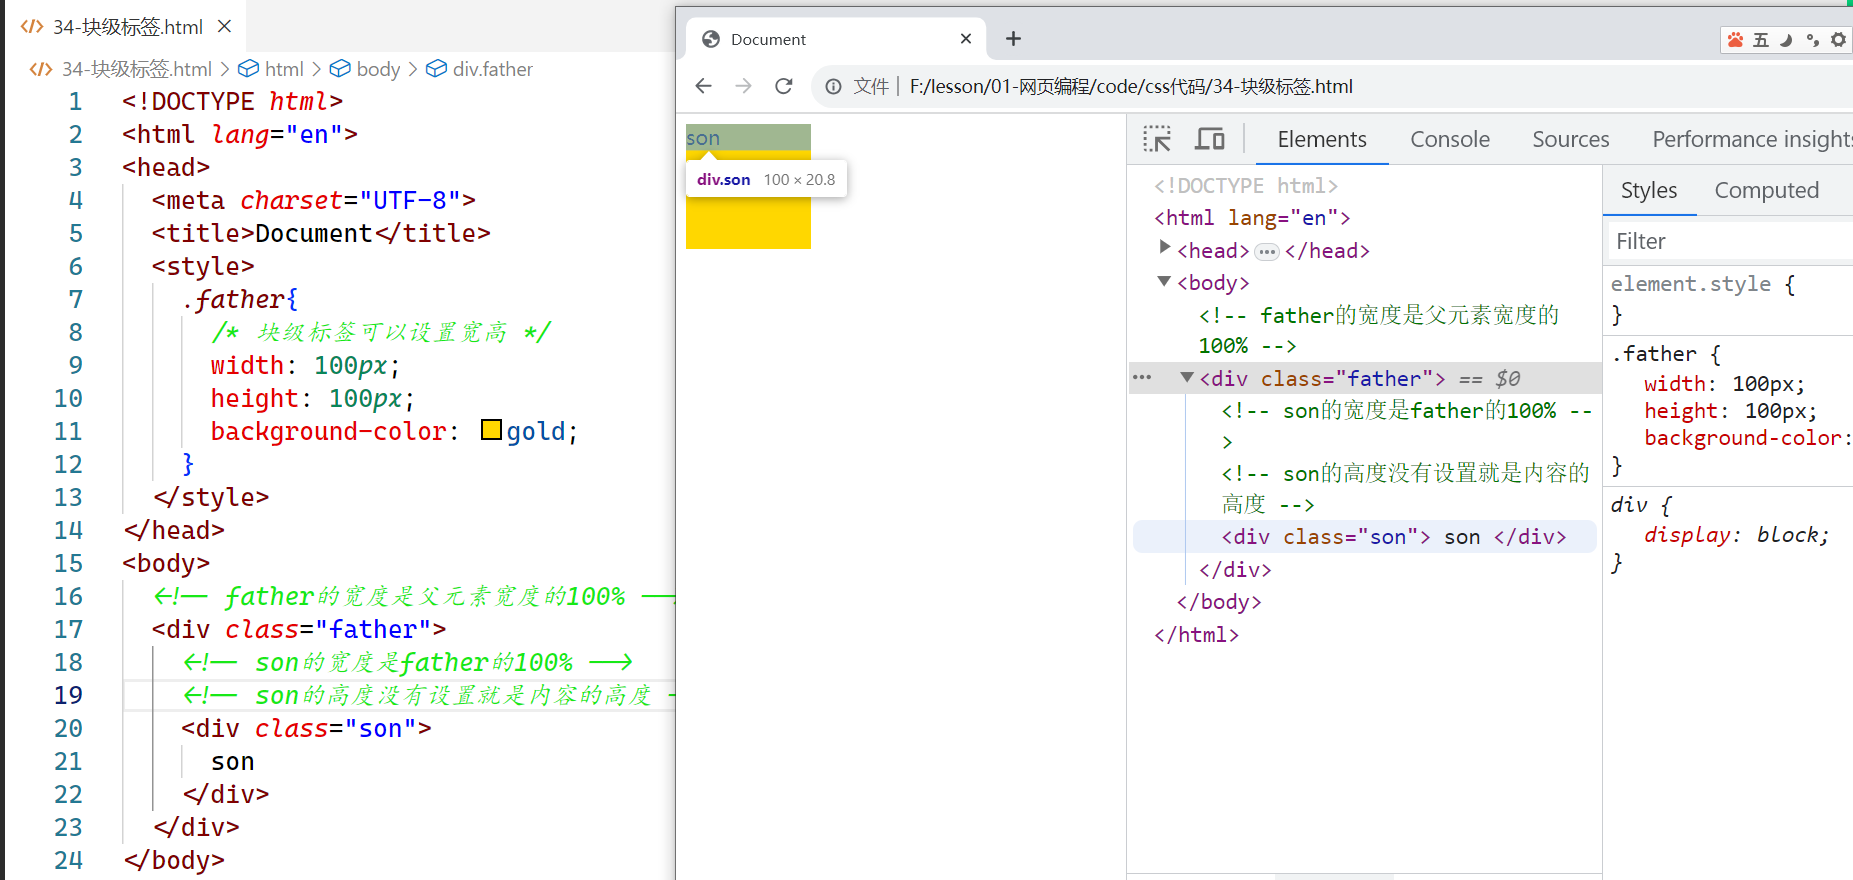 34-块级标签.html
34-块级标签.html > html > body > div.father
1 <!DOCTYPE html>
2 <html lang="en">
3 <head>
4 <meta charset="UTF-8">
5 <title>Document</title>
6 <style>
7 .father{
8 /* 块级标签可以设置宽高 */
9 width: 100px;
10 height: 100px;
11 background-color: gold;
12 }
13 </style>
14 </head>
15 <body>
16 <!-- father的宽度是父元素宽度的100% -->
17 <div class="father">
18 <!-- son的宽度是father的100% -->
19 <!-- son的高度没有设置就是内容的高度 -
20 <div class="son">
21 son
22 </div>
23 </div>
24 </body>
Document
五
文件 | F:/lesson/01-网页编程/code/css代码/34-块级标签.html
son
div.son 100 × 20.8
Elements Console Sources Performance insights
<!DOCTYPE html>
<html lang="en">
<head> ••• </head>
<body>
<!-- father的宽度是父元素宽度的
100% -->
<div class="father"> == $0
<!-- son的宽度是father的100% --
>
<!-- son的高度没有设置就是内容的
高度 -->
<div class="son"> son </div>
</div>
</body>
</html>
Styles Computed
Filter
element.style {
}
.father {
width: 100px;
height: 100px;
background-color:
}
div {
display: block;
}